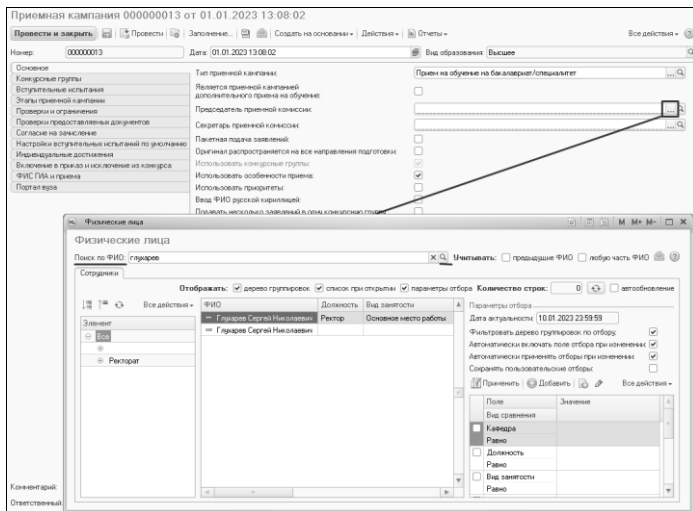 Приемная кампания 000000013 от 01.01.2023 13:08:02
Провести и закрыть Провести Заполнение... Создать на основании Действия Отчеты Все действия
Номер: 000000013 Дата: 01.01.2023 13:08:02 Вид образования: Высшее
Основное
Конкурсные группы
Вступительные испытания
Этапы приемной кампании
Проверки и ограничения
Проверки предоставляемых документов
Согласие на зачисление
Настройки вступительных испытаний по умолчанию
Индивидуальные достижения
Включение в приказ и исключение из конкурса
ФИС ГИА и приема
Портал вуза
Тип приемной кампании: Прием на обучение на бакалавриат/специалитет ...
Является приемной кампанией
дополнительного приема на обучение:
Председатель приемной комиссии: ...
Секретарь приемной комиссии: ...
Пакетная подача заявлений:
Оригинал распространяется на все направления подготовки:
Использовать конкурсные группы:
Использовать особенности приема:
Использовать приоритеты:
Ввод ФИО русской кириллицей:
Подавать несколько заявлений в одну конкурсную группу
Физические лица M M+ M-
Физические лица
Поиск по ФИО: глухарев Учитывать: предыдущие ФИО любую часть ФИО
Сотрудники
Отображать: дерево группировок список при открытии параметры отбора Количество строк: 0 автообновление
Все действия
Элемент
Все
Ректорат
ФИО Должность Вид занятости
Глухарев Сергей Николаевич Ректор Основное место работы
Глухарев Сергей Николаевич
Параметры отбора
Дата актуальности: 10.01.2023 23:59:59
Фильтровать дерево группировок по отбору:
Автоматически включать поле отбора при изменении:
Автоматически применять отборы при изменении:
Сохранять пользовательские отборы:
Применить Добавить Все действия
Поле Значение
Вид сравнения
Кафедра
Равно
Должность
Равно
Вид занятости
Равно
Комментарий:
Ответственный: